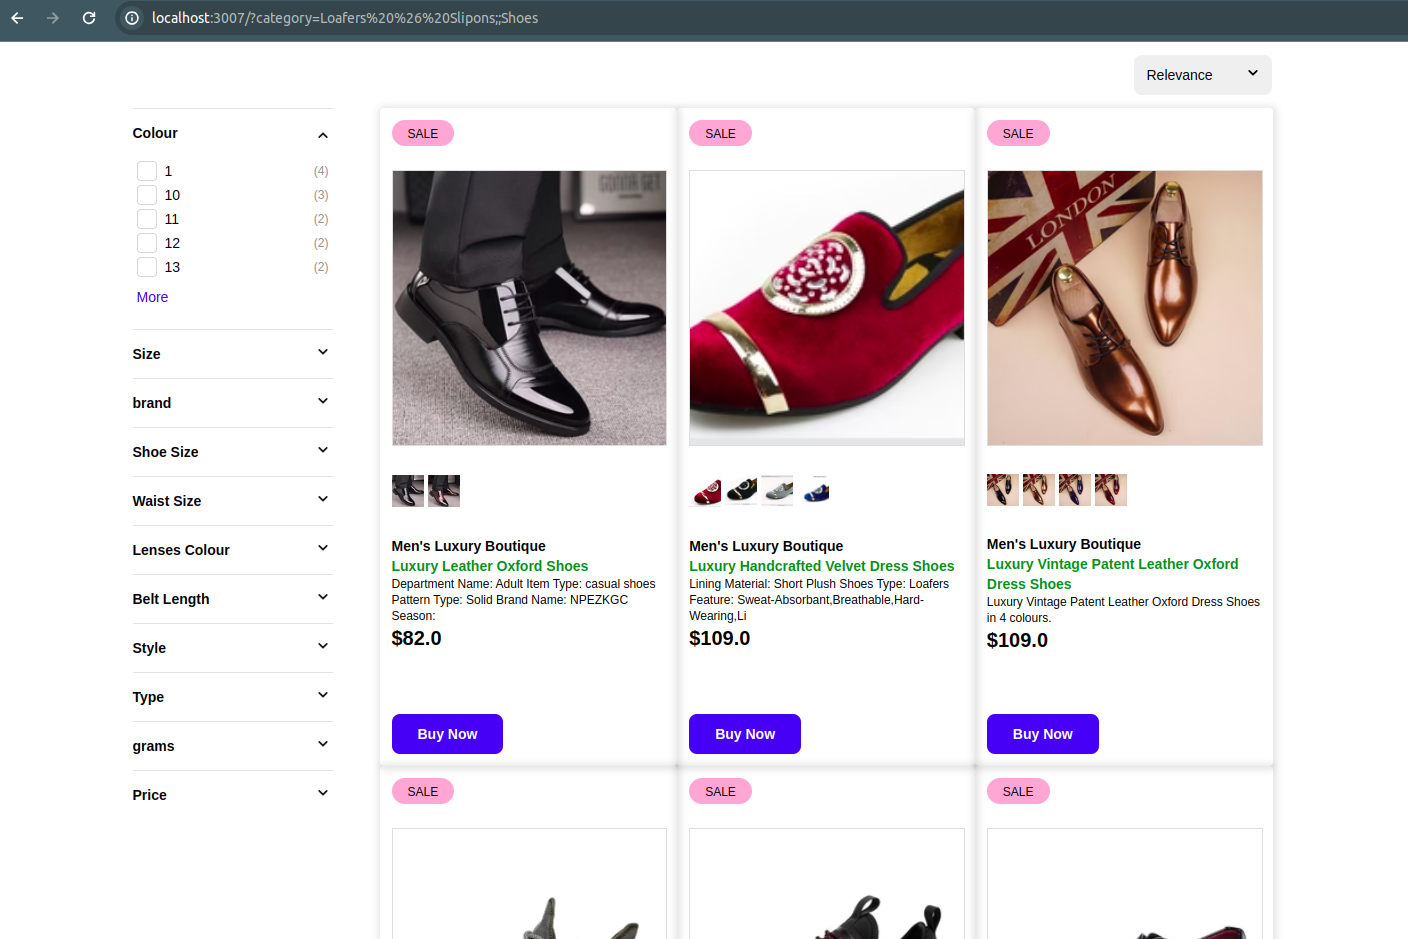 localhost:3007/?category=Loafers%20%26%20Slipons;;Shoes
Relevance
Colour
1 (4)
10 (3)
11 (2)
12 (2)
13 (2)
More
Size
brand
Shoe Size
Waist Size
Lenses Colour
Belt Length
Style
Type
grams
Price
SALE
GONNA GET
Men's Luxury Boutique
Luxury Leather Oxford Shoes
Department Name: Adult Item Type: casual shoes
Pattern Type: Solid Brand Name: NPEZKGC
Season:
$82.0
Buy Now
SALE
Men's Luxury Boutique
Luxury Handcrafted Velvet Dress Shoes
Lining Material: Short Plush Shoes Type: Loafers
Feature: Sweat-Absorbant,Breathable,Hard-
Wearing,Li
$109.0
Buy Now
SALE
LONDON
Men's Luxury Boutique
Luxury Vintage Patent Leather Oxford
Dress Shoes
Luxury Vintage Patent Leather Oxford Dress Shoes
in 4 colours.
$109.0
Buy Now
SALE
SALE
SALE